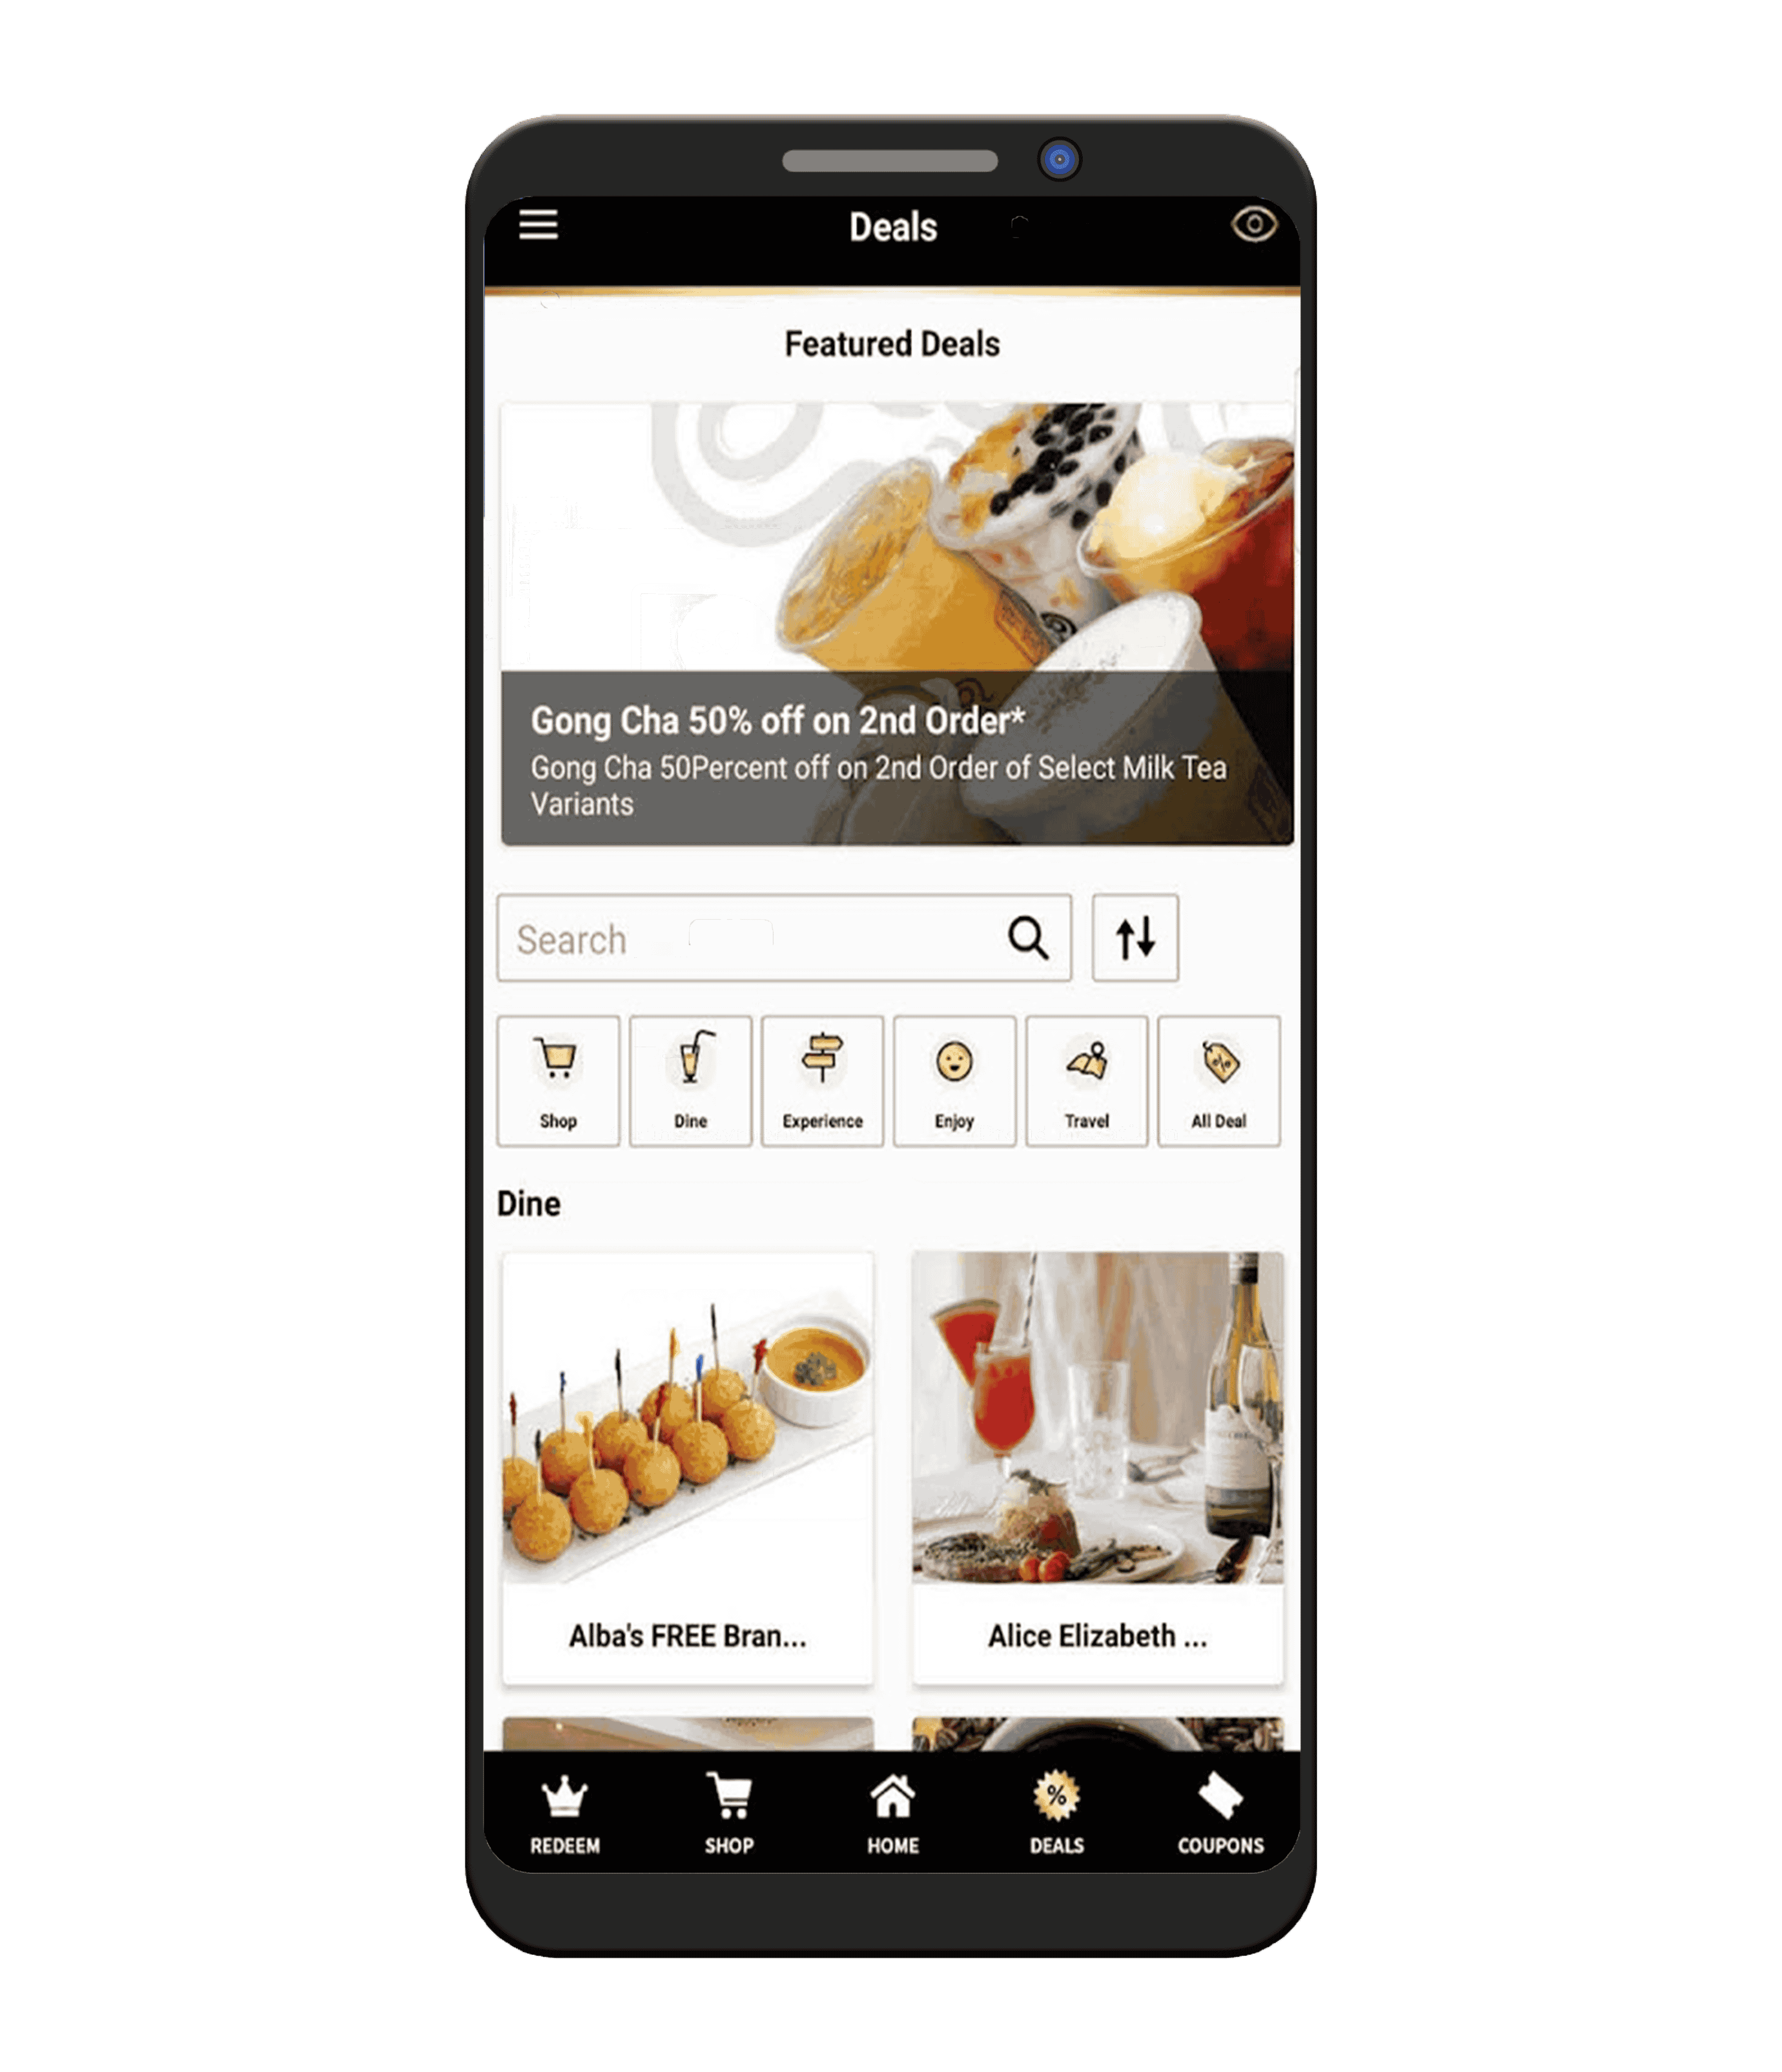 Deals
Featured Deals
Gong Cha 50% off on 2nd Order*
Gong Cha 50Percent off on 2nd Order of Select Milk Tea
Variants
Search
Shop
Dine
Experience
Enjoy
Travel
All Deal
Dine
Alba's FREE Bran...
Alice Elizabeth ...
REDEEM
SHOP
HOME
DEALS
COUPONS